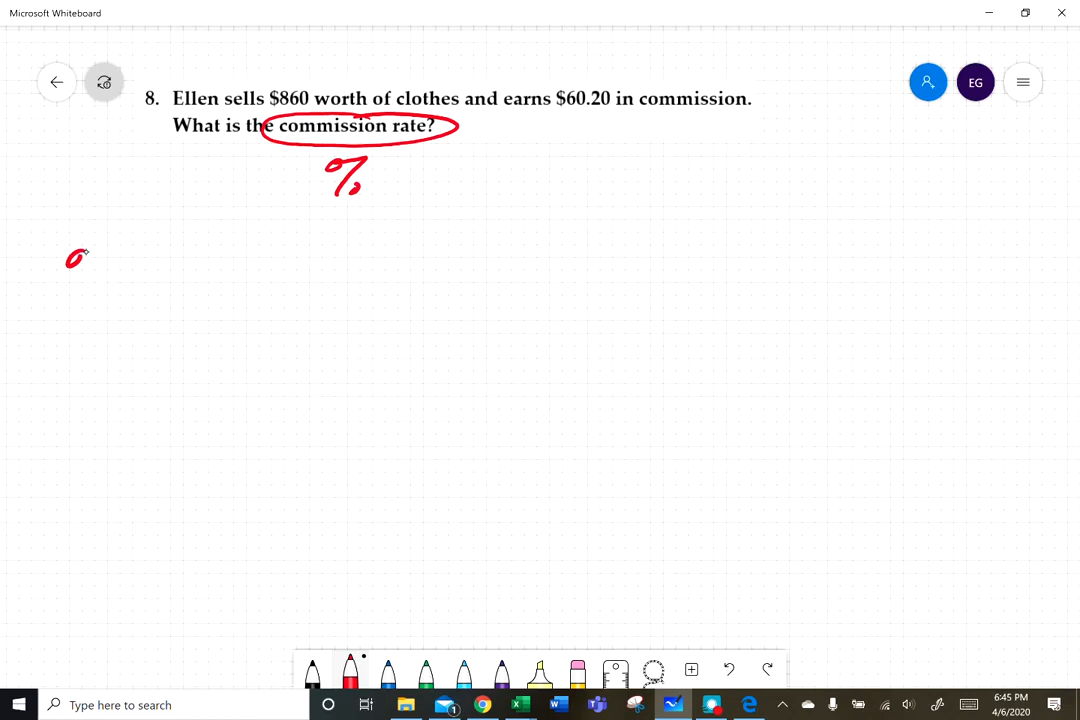 Microsoft Whiteboard
EG
8. Ellen sells $860 worth of clothes and earns $60.20 in commission.
What is the commission rate?
%
Type here to search
1
6:45 PM
4/6/2020